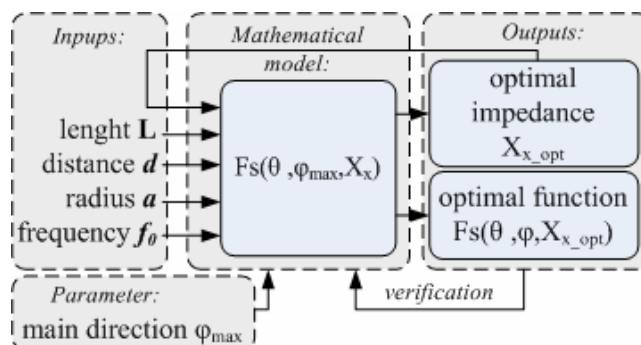 Inpups:
lenght L
distance d
radius a
frequency f₀
Parameter:
main direction φmax
Mathematical
model:
Fs(θ ,φmax,Xx)
Outputs:
optimal
impedance
Xx_opt
optimal function
Fs(θ ,φ,Xx_opt)
verification